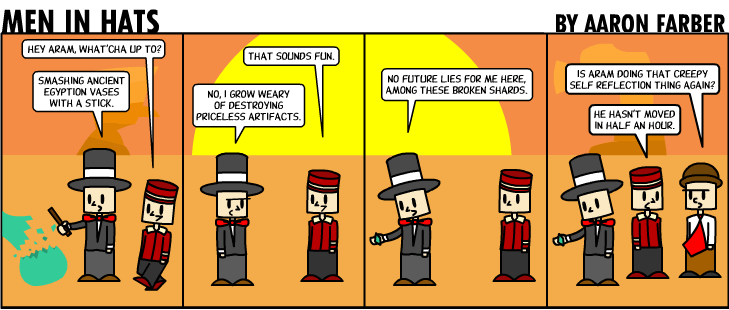 MEN IN HATS
BY AARON FARBER
HEY ARAM, WHAT'CHA UP TO?
SMASHING ANCIENT
EGYPTION VASES
WITH A STICK.
THAT SOUNDS FUN.
NO, I GROW WEARY
OF DESTROYING
PRICELESS ARTIFACTS.
NO FUTURE LIES FOR ME HERE,
AMONG THESE BROKEN SHARDS.
IS ARAM DOING THAT CREEPY
SELF REFLECTION THING AGAIN?
HE HASN'T MOVED
IN HALF AN HOUR.